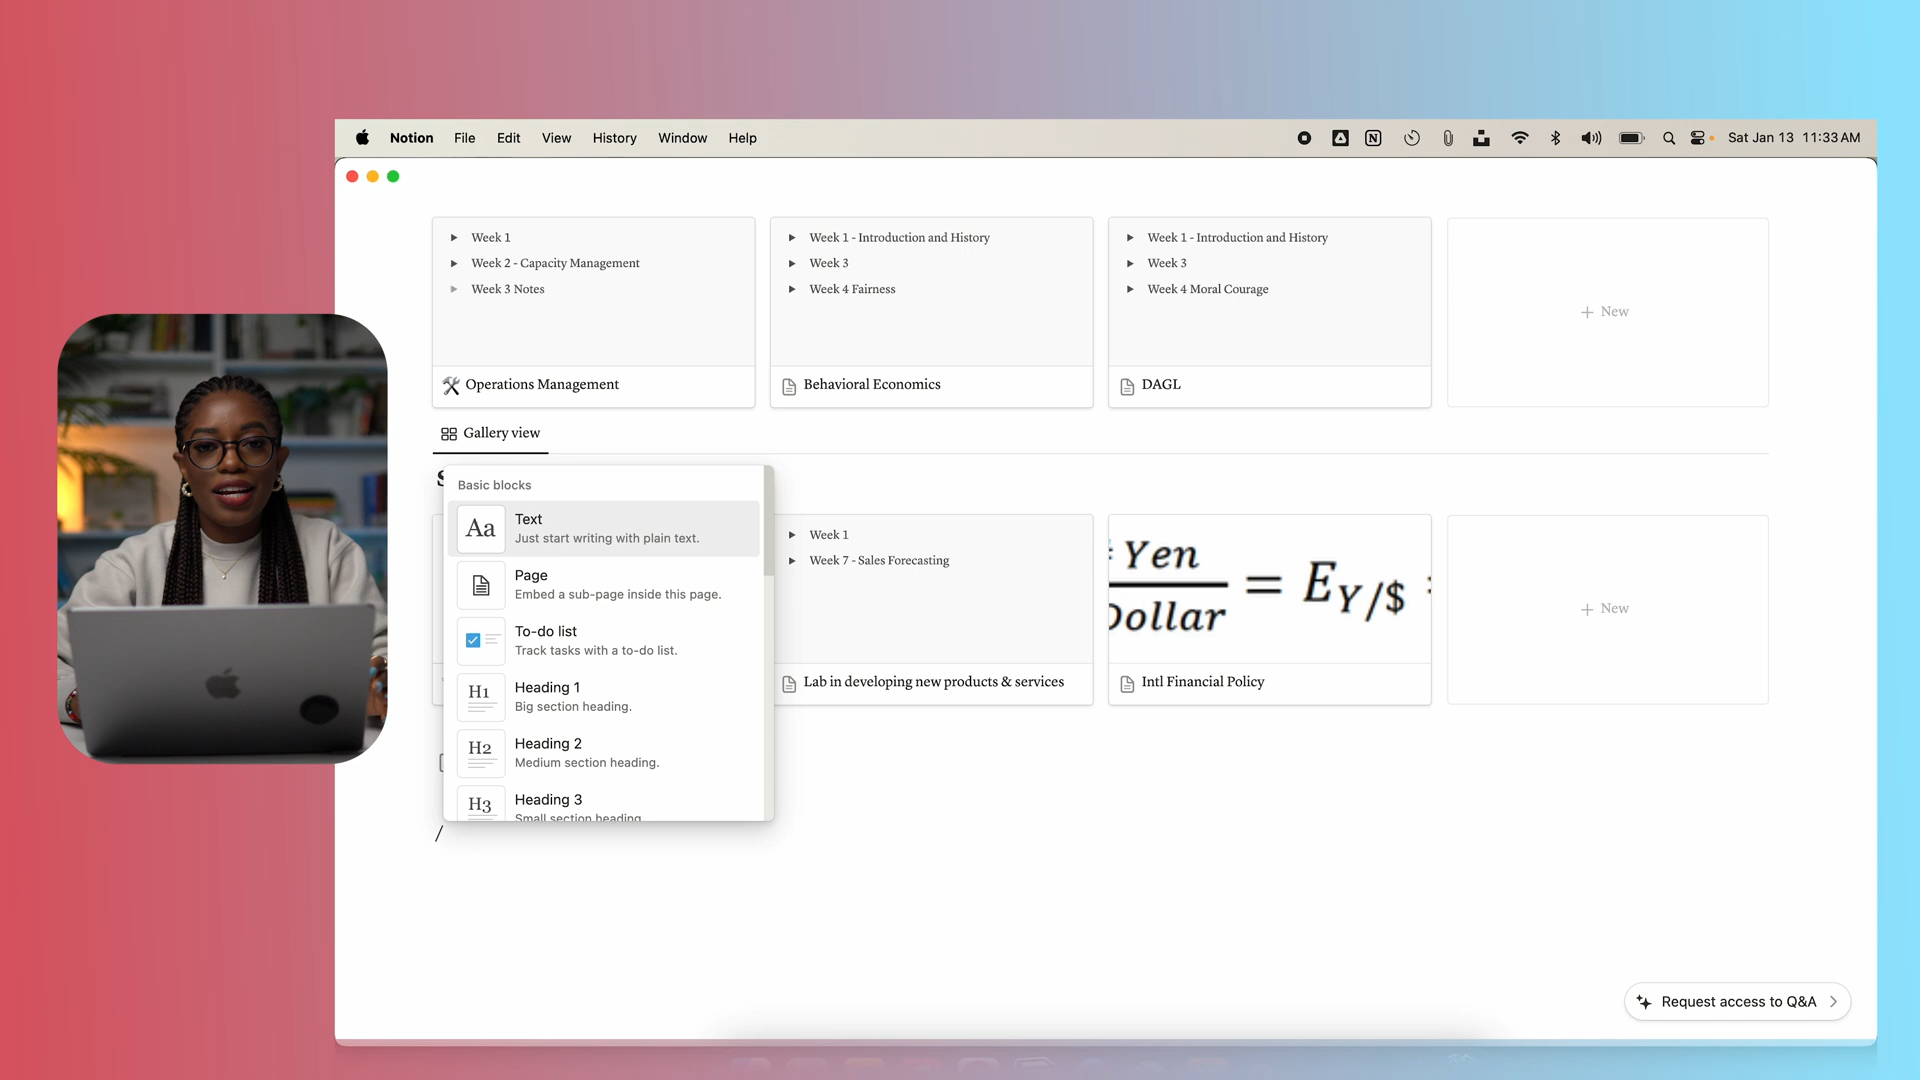 Notion File Edit View History Window Help
Sat Jan 13 11:33 AM
Week 1
Week 2 - Capacity Management
Week 3 Notes
Operations Management
Week 1 - Introduction and History
Week 3
Week 4 Fairness
Behavioral Economics
Week 1 - Introduction and History
Week 3
Week 4 Moral Courage
DAGL
+ New
Gallery view
S
Basic blocks
Aa
Text
Just start writing with plain text.
Page
Embed a sub-page inside this page.
To-do list
Track tasks with a to-do list.
H1
Heading 1
Big section heading.
H2
Heading 2
Medium section heading.
H3
Heading 3
Small section heading
/
Week 1
Week 7 - Sales Forecasting
Lab in developing new products & services
Yen
Dollar
= E_{Y/$}
Intl Financial Policy
+ New
Request access to Q&A